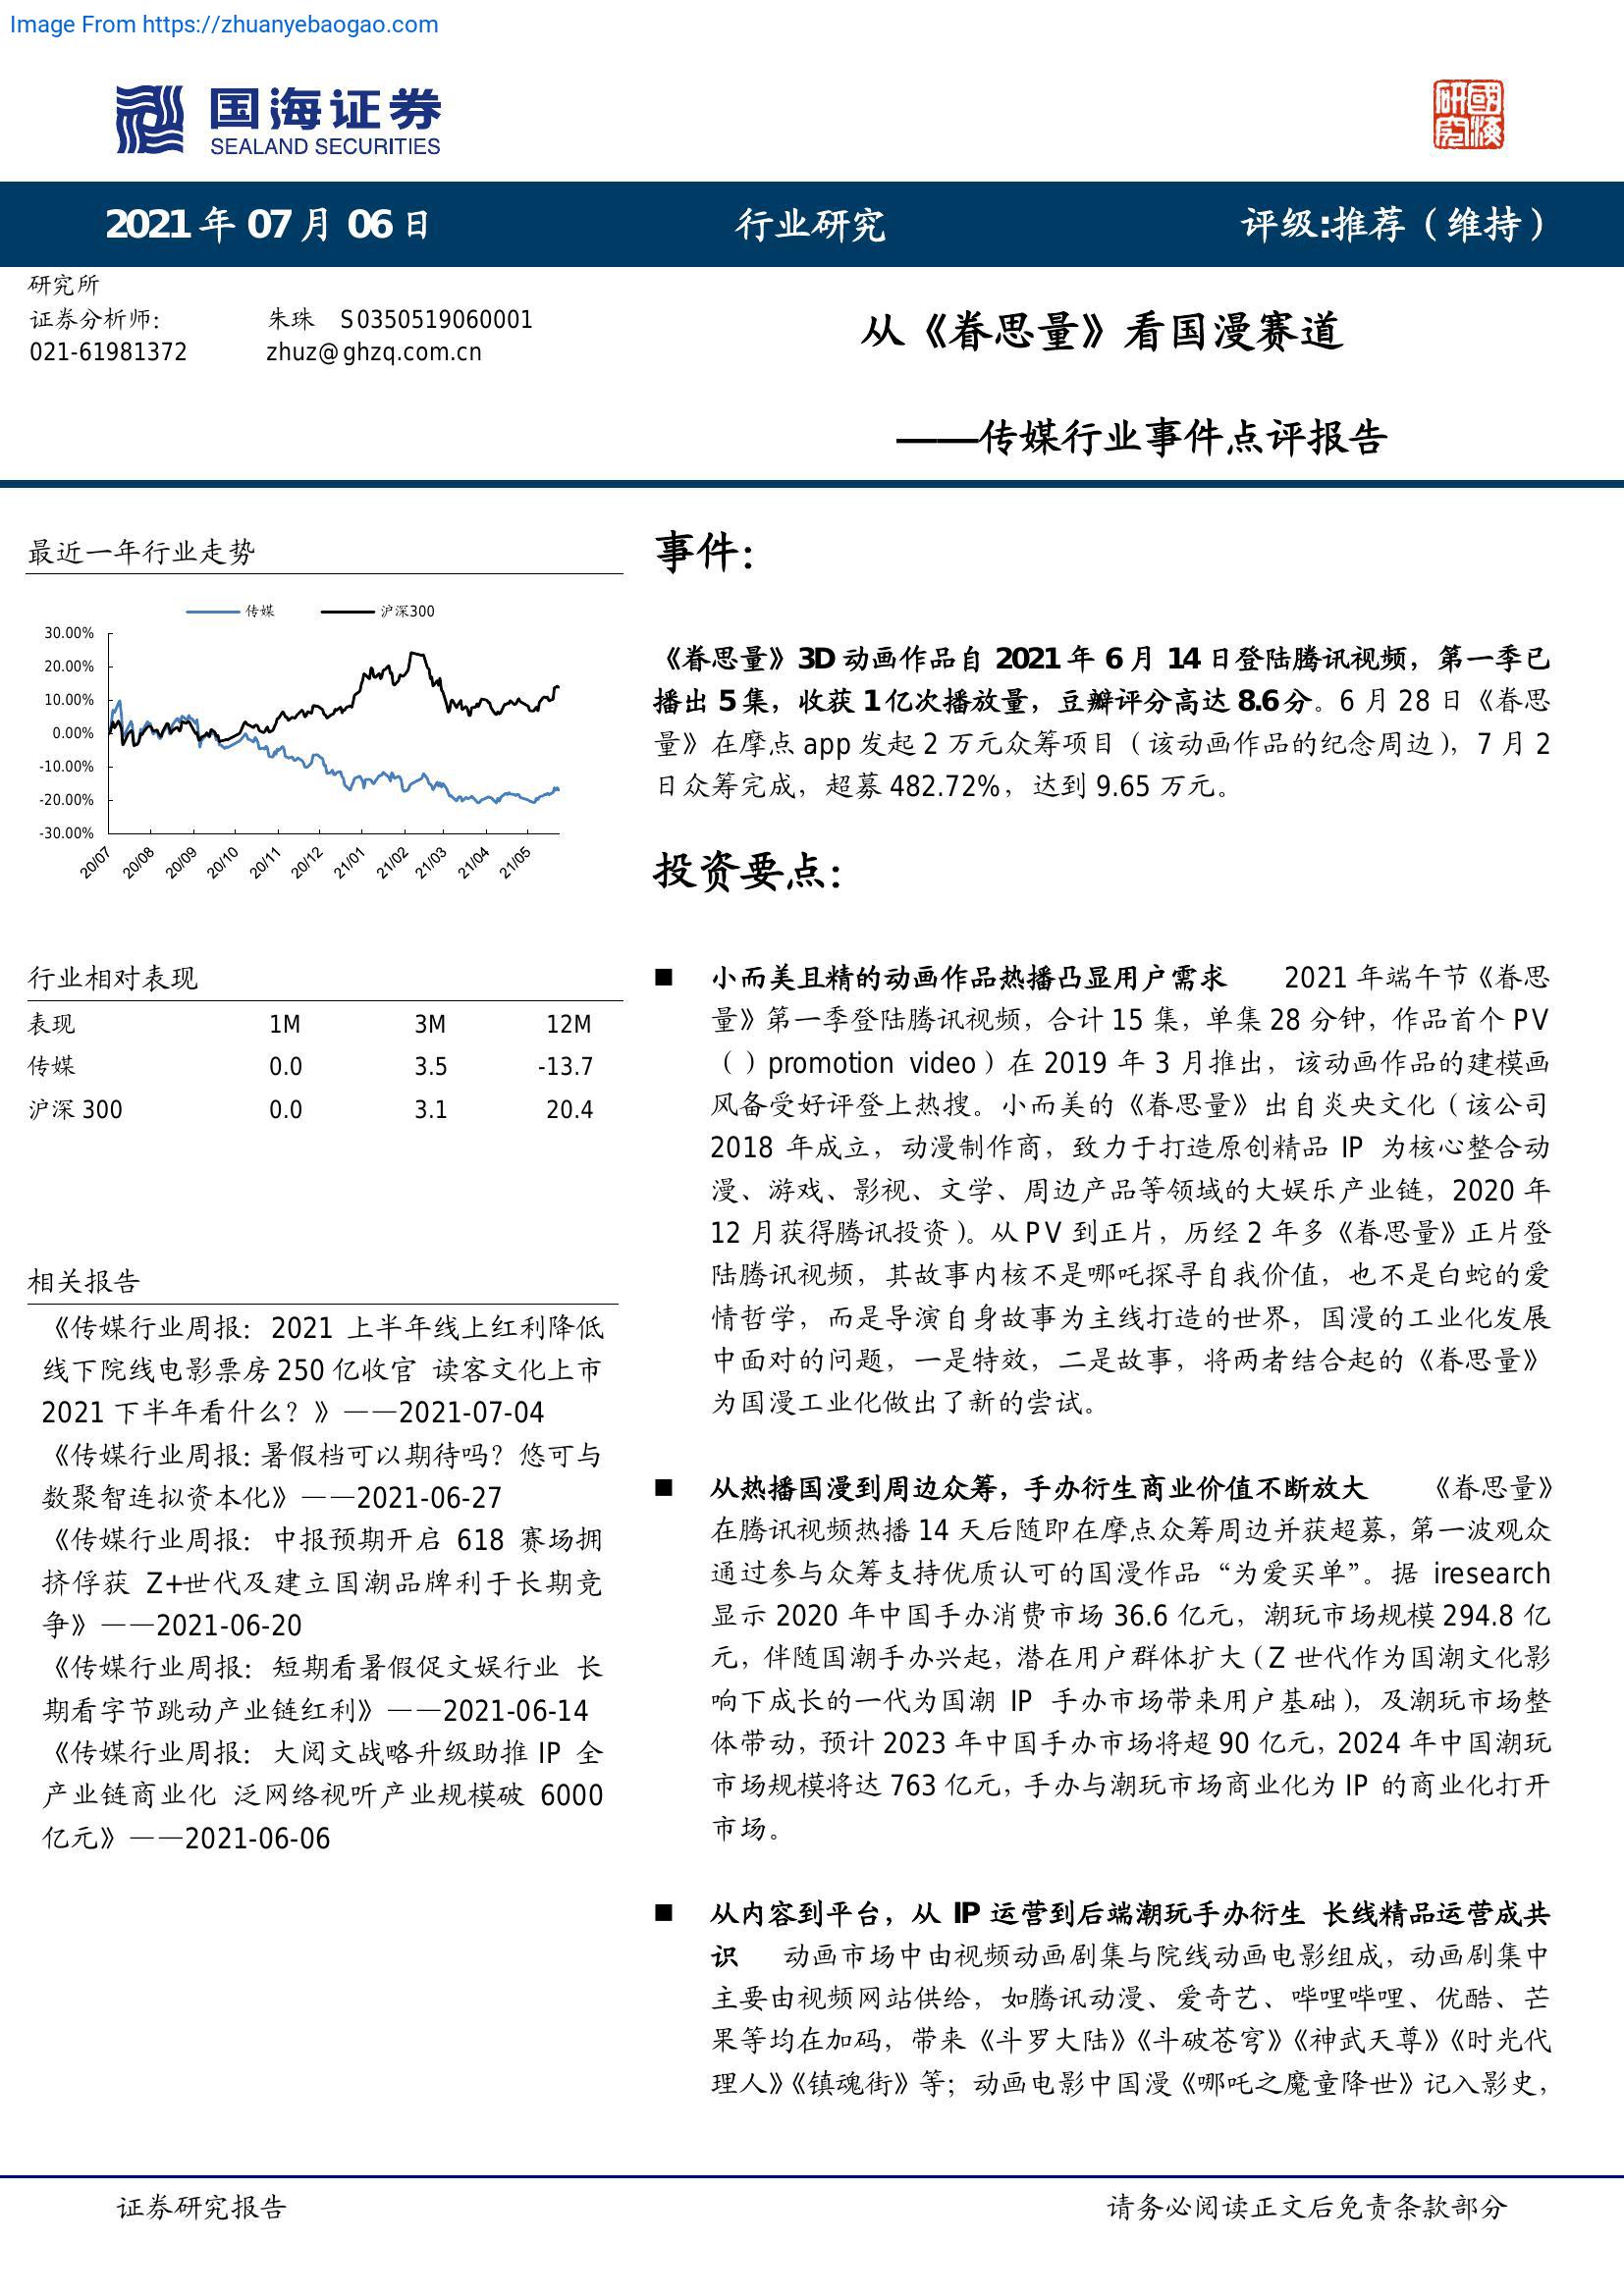 Image From https://zhuanyebaogao.com
国海证券
SEALAND SECURITIES
研國
究海
2021 年 07 月 06 日
行业研究
评级:推荐（维持）
研究所
证券分析师： 朱珠 S0350519060001
021-61981372 zhuz@ghzq.com.cn
从《眷思量》看国漫赛道
——传媒行业事件点评报告
最近一年行业走势
传媒 沪深300
30.00%
20.00%
10.00%
0.00%
-10.00%
-20.00%
-30.00%
20/07 20/08 20/09 20/10 20/11 20/12 21/01 21/02 21/03 21/04 21/05
行业相对表现
表现 1M 3M 12M
传媒 0.0 3.5 -13.7
沪深 300 0.0 3.1 20.4
相关报告
《传媒行业周报：2021 上半年线上红利降低
线下院线电影票房 250 亿收官 读客文化上市
2021 下半年看什么？》——2021-07-04
《传媒行业周报：暑假档可以期待吗？悠可与
数聚智连拟资本化》——2021-06-27
《传媒行业周报：中报预期开启 618 赛场拥
挤俘获 Z+世代及建立国潮品牌利于长期竞
争》——2021-06-20
《传媒行业周报：短期看暑假促文娱行业 长
期看字节跳动产业链红利》——2021-06-14
《传媒行业周报：大阅文战略升级助推 IP 全
产业链商业化 泛网络视听产业规模破 6000
亿元》——2021-06-06
事件：
《眷思量》3D 动画作品自 2021 年 6 月 14 日登陆腾讯视频，第一季已
播出 5 集，收获 1 亿次播放量，豆瓣评分高达 8.6 分。6 月 28 日《眷思
量》在摩点 app 发起 2 万元众筹项目（该动画作品的纪念周边），7 月 2
日众筹完成，超募 482.72%，达到 9.65 万元。
投资要点：
■ 小而美且精的动画作品热播凸显用户需求 2021 年端午节《眷思
量》第一季登陆腾讯视频，合计 15 集，单集 28 分钟，作品首个 PV
（）promotion video）在 2019 年 3 月推出，该动画作品的建模画
风备受好评登上热搜。小而美的《眷思量》出自炎央文化（该公司
2018 年成立，动漫制作商，致力于打造原创精品 IP 为核心整合动
漫、游戏、影视、文学、周边产品等领域的大娱乐产业链，2020 年
12 月获得腾讯投资）。从 PV 到正片，历经 2 年多《眷思量》正片登
陆腾讯视频，其故事内核不是哪吒探寻自我价值，也不是白蛇的爱
情哲学，而是导演自身故事为主线打造的世界，国漫的工业化发展
中面对的问题，一是特效，二是故事，将两者结合起的《眷思量》
为国漫工业化做出了新的尝试。
■ 从热播国漫到周边众筹，手办衍生商业价值不断放大 《眷思量》
在腾讯视频热播 14 天后随即在摩点众筹周边并获超募，第一波观众
通过参与众筹支持优质认可的国漫作品“为爱买单”。据 iresearch
显示 2020 年中国手办消费市场 36.6 亿元，潮玩市场规模 294.8 亿
元，伴随国潮手办兴起，潜在用户群体扩大（Z 世代作为国潮文化影
响下成长的一代为国潮 IP 手办市场带来用户基础），及潮玩市场整
体带动，预计 2023 年中国手办市场将超 90 亿元，2024 年中国潮玩
市场规模将达 763 亿元，手办与潮玩市场商业化为 IP 的商业化打开
市场。
■ 从内容到平台，从 IP 运营到后端潮玩手办衍生 长线精品运营成共
识 动画市场中由视频动画剧集与院线动画电影组成，动画剧集中
主要由视频网站供给，如腾讯动漫、爱奇艺、哔哩哔哩、优酷、芒
果等均在加码，带来《斗罗大陆》《斗破苍穹》《神武天尊》《时光代
理人》《镇魂街》等；动画电影中国漫《哪吒之魔童降世》记入影史，
证券研究报告
请务必阅读正文后免责条款部分